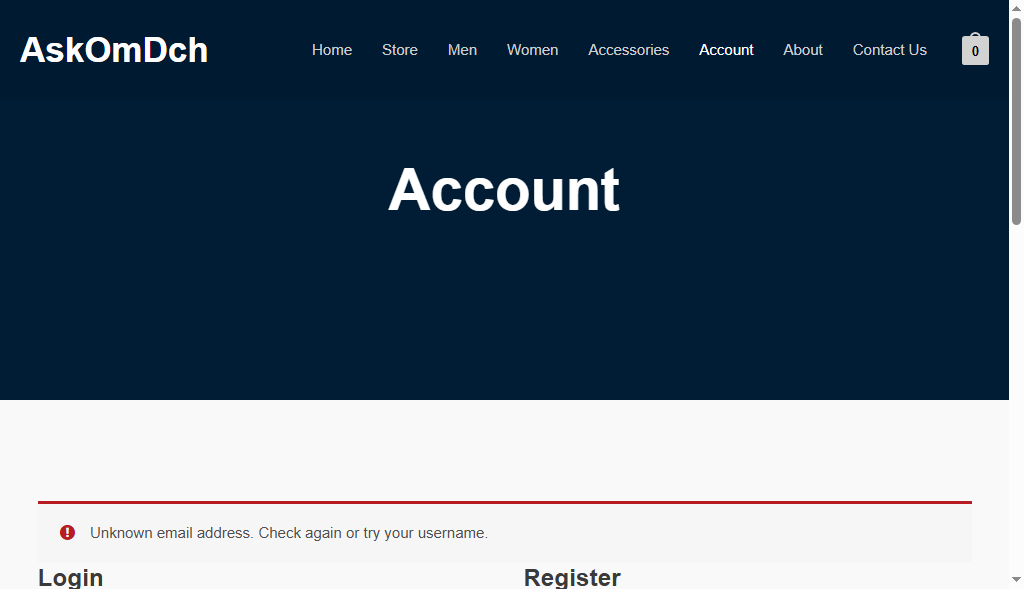 AskOmDch
Home Store Men Women Accessories Account About Contact Us 0
Account
Unknown email address. Check again or try your username.
Login Register